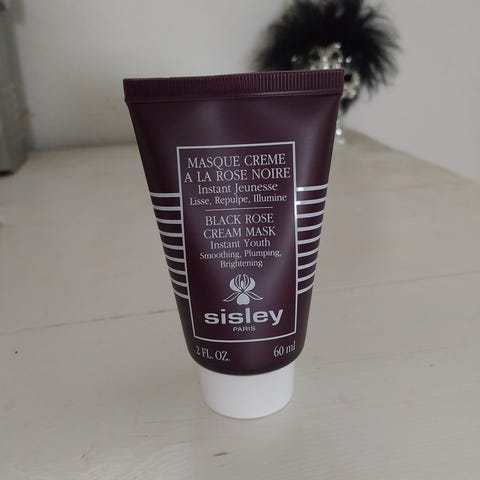 MASQUE CREME
A LA ROSE NOIRE
Instant Jeunesse
Lisse, Repulpe, Illumine
BLACK ROSE
CREAM MASK
Instant Youth
Smoothing, Plumping,
Brightening
sisley
PARIS
2 FL. OZ. 60 ml